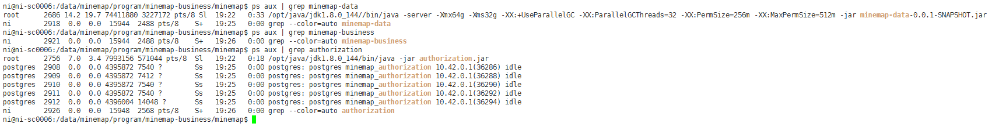 ni@ni-sc0006:/data/minemap/program/minemap-business/minemap$ ps aux | grep minemap-data
root      2686 14.2 19.7 74411880 3227172 pts/8 Sl   19:22   0:33 /opt/java/jdk1.8.0_144//bin/java -server -Xmx64g -Xms32g -XX:+UseParallelGC -XX:ParallelGCThreads=32 -XX:PermSize=256m -XX:MaxPermSize=512m -jar minemap-data-0.0.1-SNAPSHOT.jar
ni        2918  0.0  0.0  15944  2488 pts/8    S+   19:25   0:00 grep --color=auto minemap-data
ni@ni-sc0006:/data/minemap/program/minemap-business/minemap$ ps aux | grep minemap-business
ni        2921  0.0  0.0  15944  2488 pts/8    S+   19:26   0:00 grep --color=auto minemap-business
ni@ni-sc0006:/data/minemap/program/minemap-business/minemap$ ps aux | grep authorization
root      2756  7.0  3.4 7993156 571044 pts/8  Sl   19:22   0:18 /opt/java/jdk1.8.0_144/bin/java -jar authorization.jar
postgres  2908  0.0  0.0 4395872 7540 ?        Ss   19:25   0:00 postgres: postgres minemap_authorization 10.42.0.1(36286) idle
postgres  2909  0.0  0.0 4395872 7412 ?        Ss   19:25   0:00 postgres: postgres minemap_authorization 10.42.0.1(36288) idle
postgres  2910  0.0  0.0 4395872 7540 ?        Ss   19:25   0:00 postgres: postgres minemap_authorization 10.42.0.1(36290) idle
postgres  2911  0.0  0.0 4395872 7540 ?        Ss   19:25   0:00 postgres: postgres minemap_authorization 10.42.0.1(36292) idle
postgres  2912  0.0  0.0 4396004 14048 ?       Ss   19:25   0:00 postgres: postgres minemap_authorization 10.42.0.1(36294) idle
ni        2926  0.0  0.0  15948  2568 pts/8    S+   19:26   0:00 grep --color=auto authorization
ni@ni-sc0006:/data/minemap/program/minemap-business/minemap$